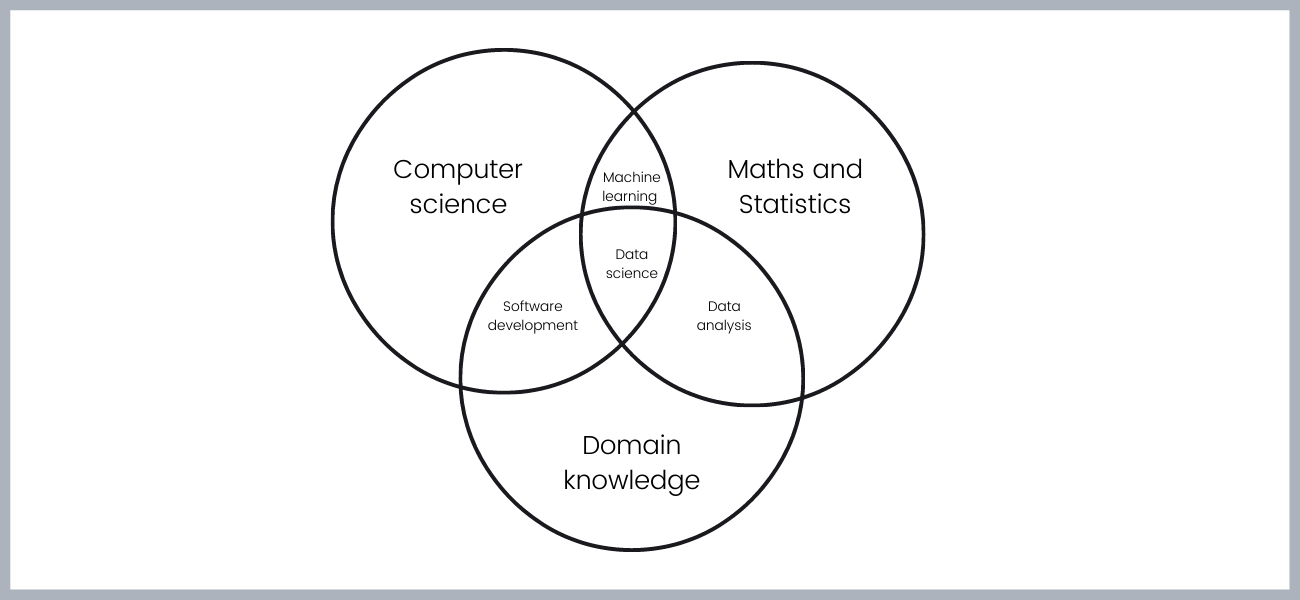 Computer
science
Maths and
Statistics
Machine
learning
Data
science
Software
development
Data
analysis
Domain
knowledge